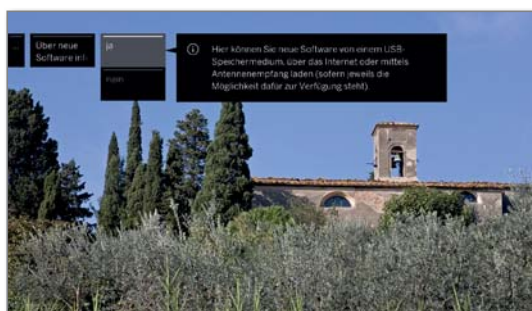 Über neue
Software inf-
ja
nein
Hier können Sie neue Software von einem USB-
Speichermedium, über das Internet oder mittels
Antennenempfang laden (sofern jeweils die
Möglichkeit dafür zur Verfügung steht).